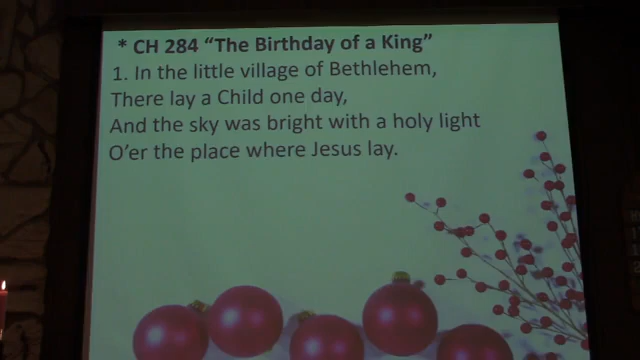 * CH 284 “The Birthday of a King”
1. In the little village of Bethlehem,
There lay a Child one day,
And the sky was bright with a holy light
O’er the place where Jesus lay.